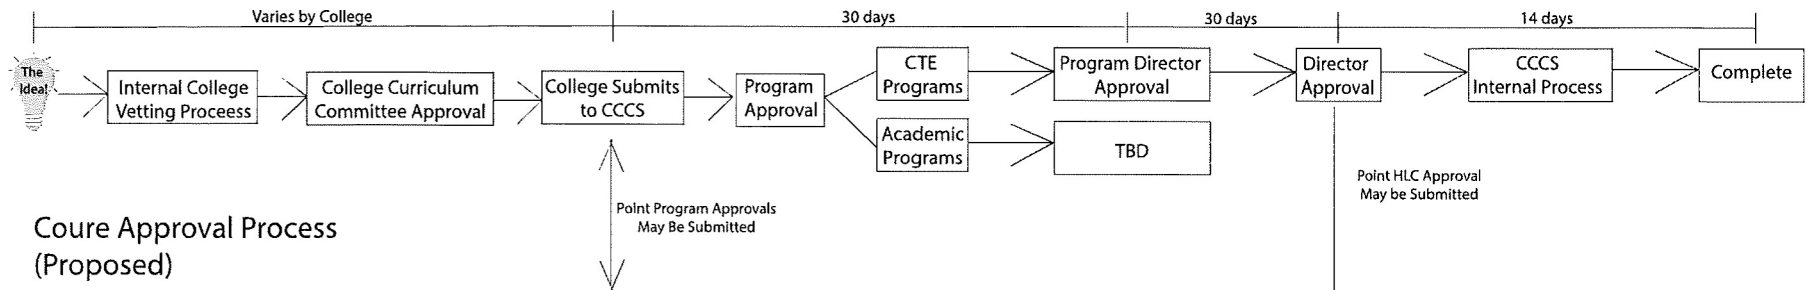 Varies by College
30 days
30 days
14 days
The
Idea!
Internal College
Vetting Proceess
College Curriculum
Committee Approval
College Submits
to CCCS
Program
Approval
CTE
Programs
Program Director
Approval
Director
Approval
CCCS
Internal Process
Complete
Academic
Programs
TBD
Point Program Approvals
May Be Submitted
Point HLC Approval
May be Submitted
Coure Approval Process
(Proposed)